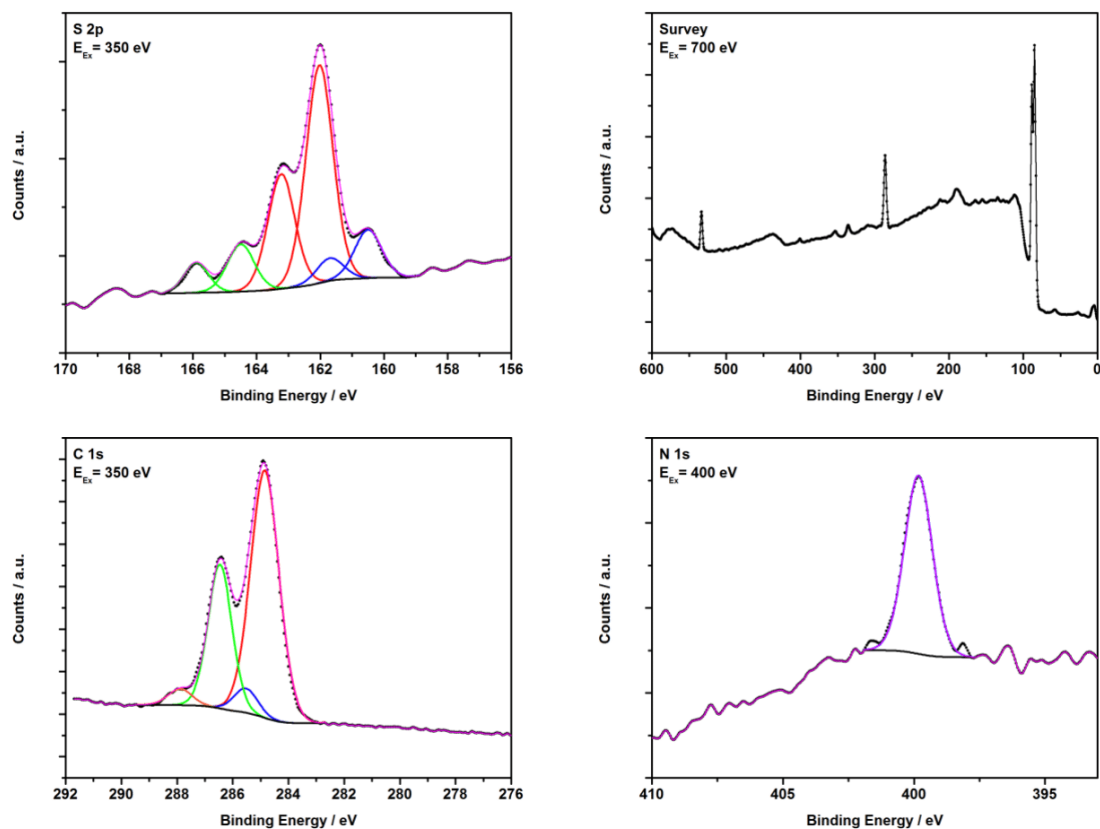 S 2p
E_Ex = 350 eV
Counts / a.u.
170 168 166 164 162 160 158 156
Binding Energy / eV
Survey
E_Ex = 700 eV
Counts / a.u.
600 500 400 300 200 100 0
Binding Energy / eV
C 1s
E_Ex = 350 eV
Counts / a.u.
292 290 288 286 284 282 280 278 276
Binding Energy / eV
N 1s
E_Ex = 400 eV
Counts / a.u.
410 405 400 395
Binding Energy / eV